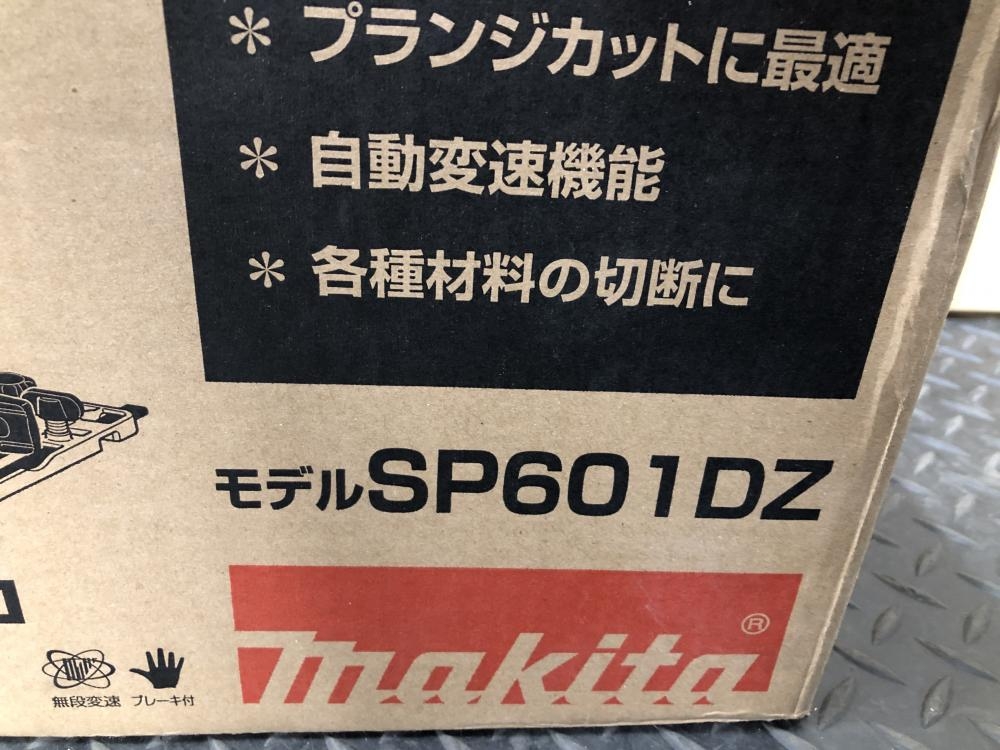 ＊ プランジカットに最適
＊ 自動変速機能
＊ 各種材料の切断に
モデルSP601DZ
makita®
無段変速 ブレーキ付